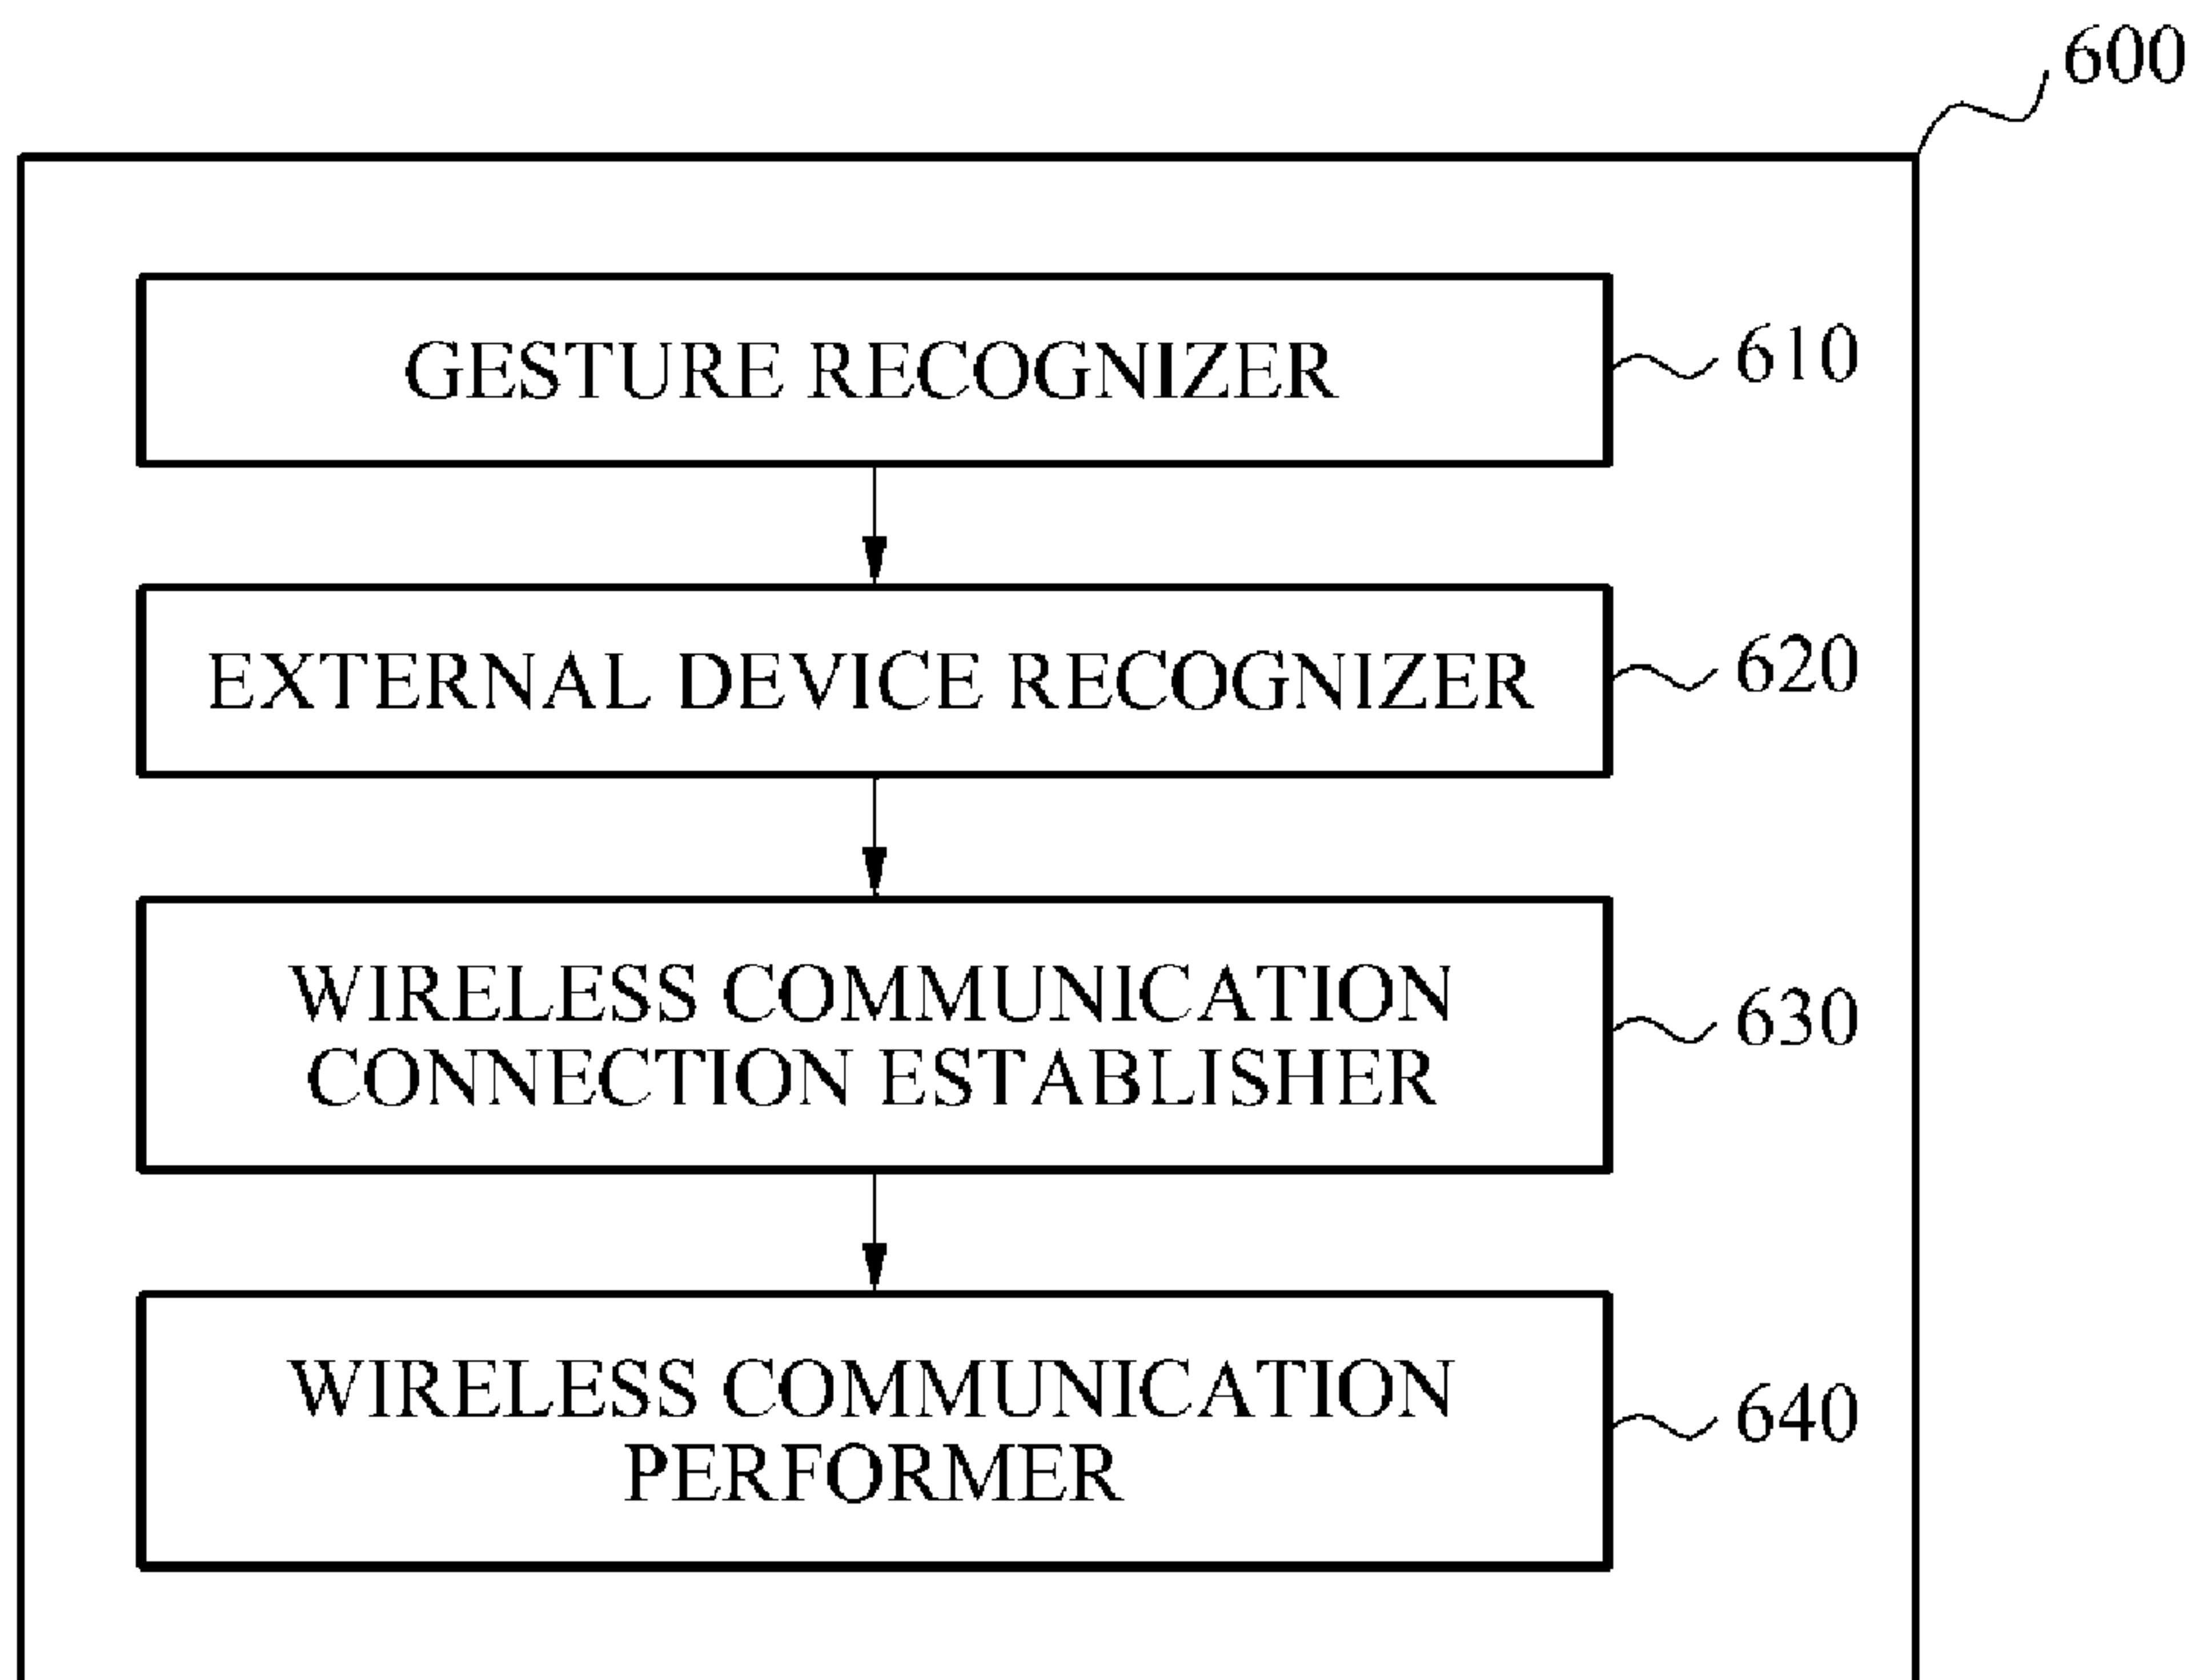 600
GESTURE RECOGNIZER
610
EXTERNAL DEVICE RECOGNIZER
620
WIRELESS COMMUNICATION
CONNECTION ESTABLISHER
630
WIRELESS COMMUNICATION
PERFORMER
640